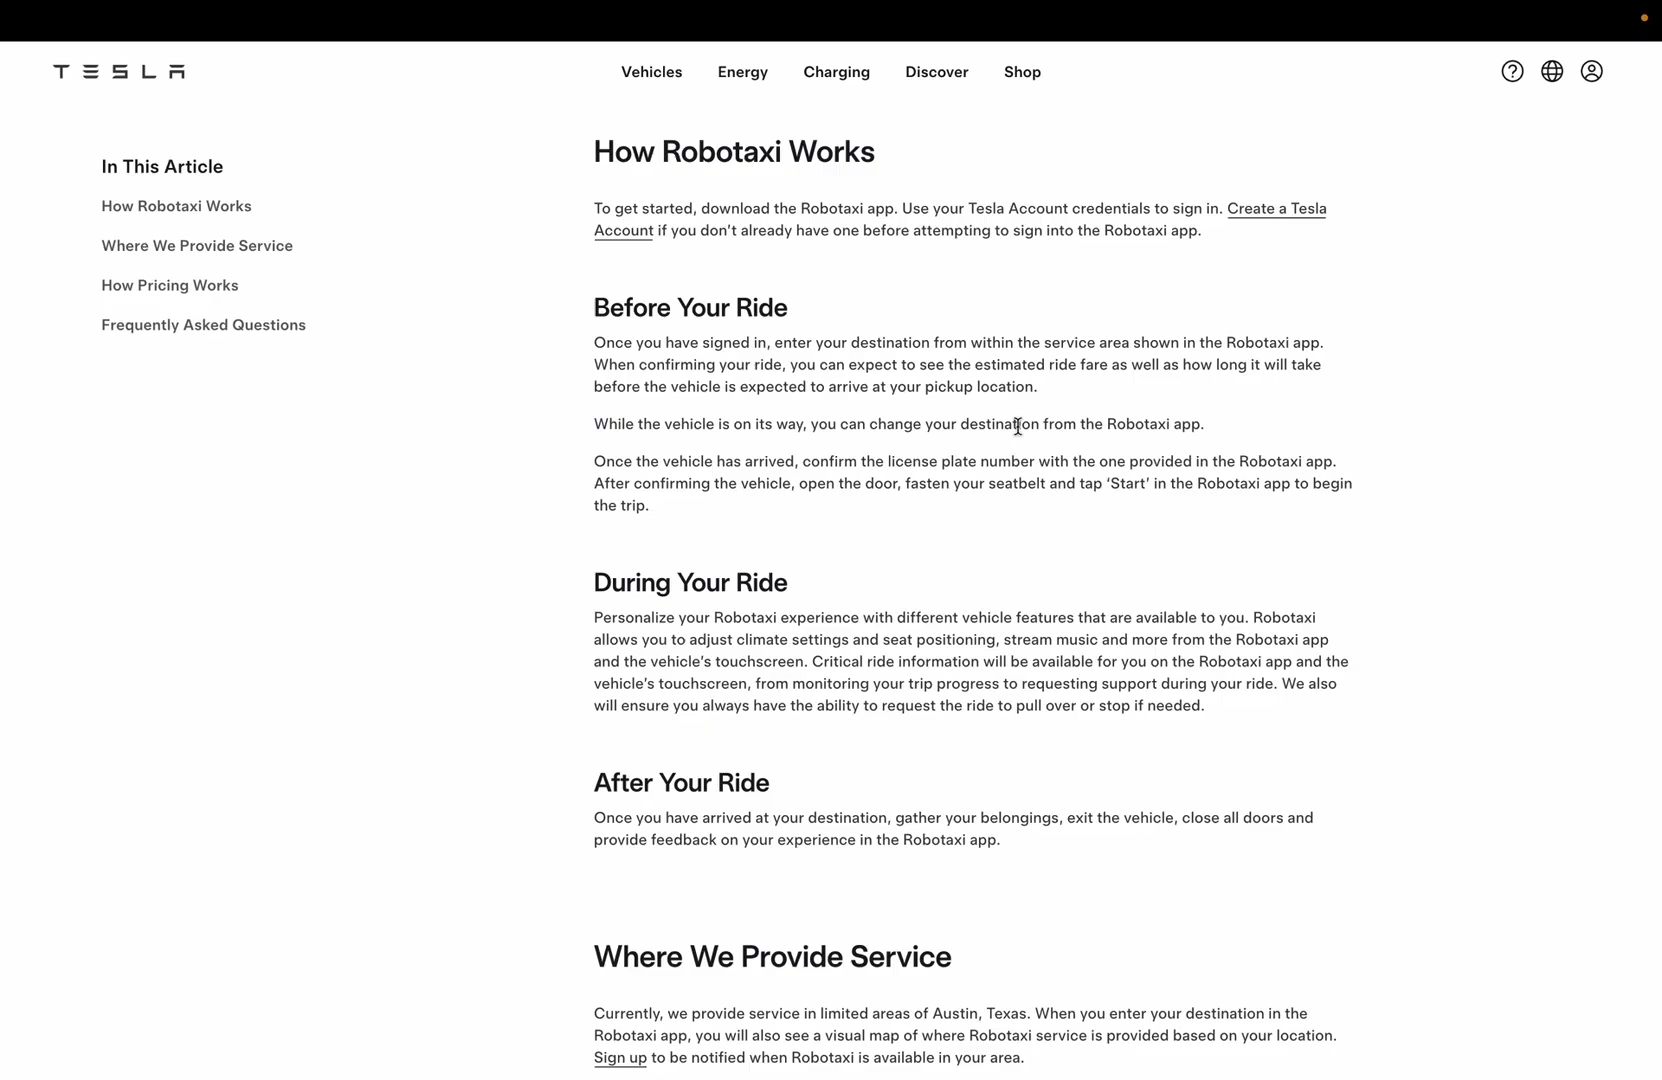 TESLA
Vehicles
Energy
Charging
Discover
Shop
In This Article
How Robotaxi Works
Where We Provide Service
How Pricing Works
Frequently Asked Questions
How Robotaxi Works
To get started, download the Robotaxi app. Use your Tesla Account credentials to sign in. Create a Tesla
Account if you don’t already have one before attempting to sign into the Robotaxi app.
Before Your Ride
Once you have signed in, enter your destination from within the service area shown in the Robotaxi app.
When confirming your ride, you can expect to see the estimated ride fare as well as how long it will take
before the vehicle is expected to arrive at your pickup location.
While the vehicle is on its way, you can change your destination from the Robotaxi app.
Once the vehicle has arrived, confirm the license plate number with the one provided in the Robotaxi app.
After confirming the vehicle, open the door, fasten your seatbelt and tap ‘Start’ in the Robotaxi app to begin
the trip.
During Your Ride
Personalize your Robotaxi experience with different vehicle features that are available to you. Robotaxi
allows you to adjust climate settings and seat positioning, stream music and more from the Robotaxi app
and the vehicle’s touchscreen. Critical ride information will be available for you on the Robotaxi app and the
vehicle’s touchscreen, from monitoring your trip progress to requesting support during your ride. We also
will ensure you always have the ability to request the ride to pull over or stop if needed.
After Your Ride
Once you have arrived at your destination, gather your belongings, exit the vehicle, close all doors and
provide feedback on your experience in the Robotaxi app.
Where We Provide Service
Currently, we provide service in limited areas of Austin, Texas. When you enter your destination in the
Robotaxi app, you will also see a visual map of where Robotaxi service is provided based on your location.
Sign up to be notified when Robotaxi is available in your area.